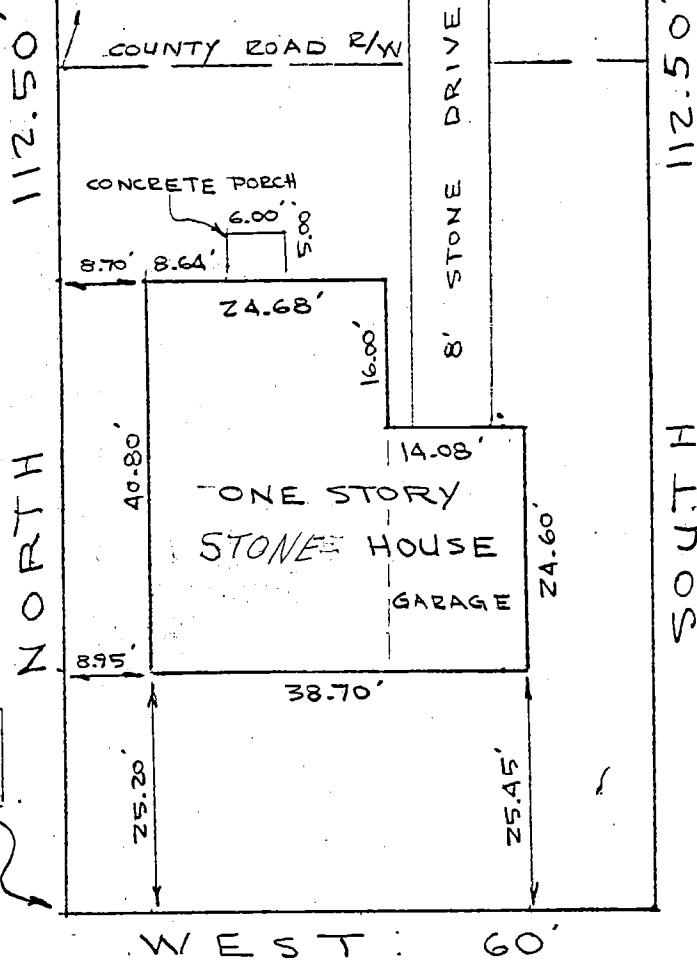 112.50'
COUNTY ROAD R/W
112.50'
8' STONE DRIVE
CONCRETE PORCH
6.00'
5.00
8.70'
8.64'
24.68'
16.00'
14.08'
40.80'
ONE STORY
STONE HOUSE
GARAGE
24.60'
NORTH
SOUTH
8.95'
38.70'
25.20'
25.45'
WEST: 60'